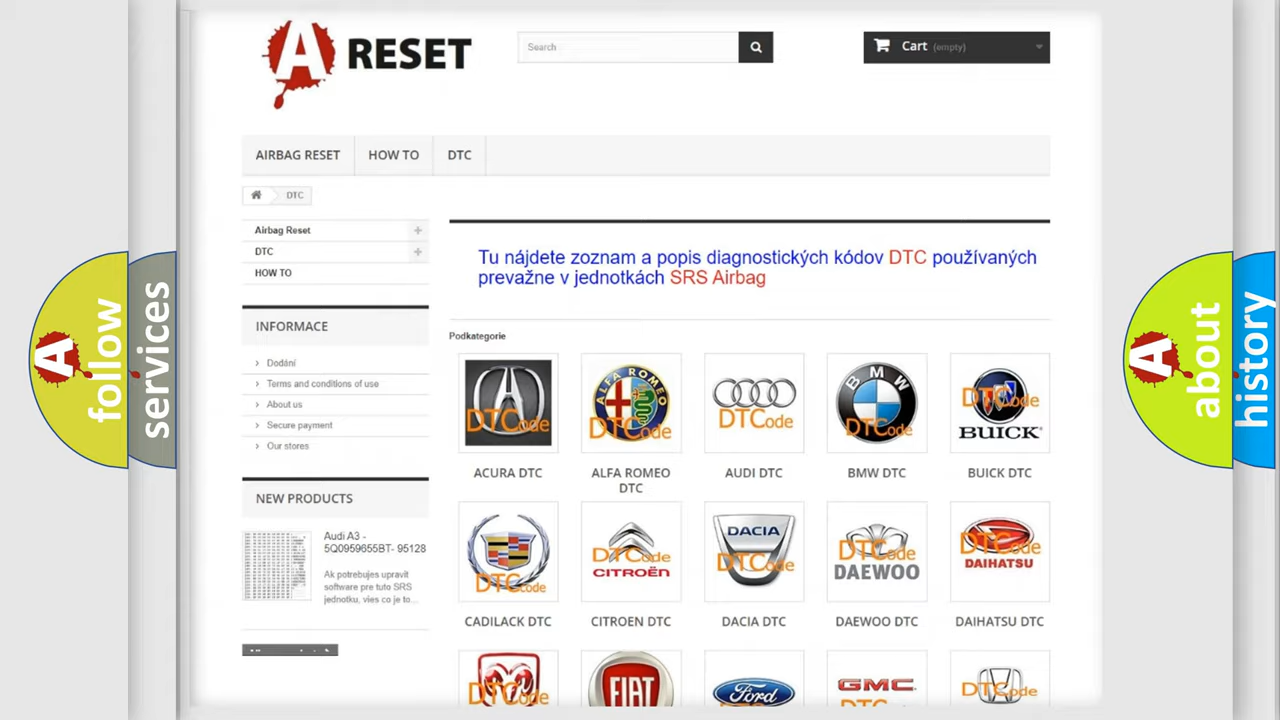 A RESET
Search
Cart (empty)
AIRBAG RESET
HOW TO
DTC
DTC
Airbag Reset
DTC
HOW TO
INFORMACE
Dodání
Terms and conditions of use
About us
Secure payment
Our stores
NEW PRODUCTS
Audi A3 -
5Q0959655BT- 95128
Ak potrebujes upravit
software pre tuto SRS
jednotku, vies co je to...
Tu nájdete zoznam a popis diagnostických kódov DTC používaných
prevažne v jednotkách SRS Airbag
Podkategorie
DTCode
ALFA ROMEO
DTCode
DTCode
BMW
DTCode
DTCode
BUICK
ACURA DTC
ALFA ROMEO
DTC
AUDI DTC
BMW DTC
BUICK DTC
DTCode
DTCode
CITROËN
DACIA
DTCode
DTCode
DAEWOO
DTCode
DAIHATSU
CADILACK DTC
CITROEN DTC
DACIA DTC
DAEWOO DTC
DAIHATSU DTC
DTCode
FIAT
Ford
GMC
DTCode
A follow
services
A about
history